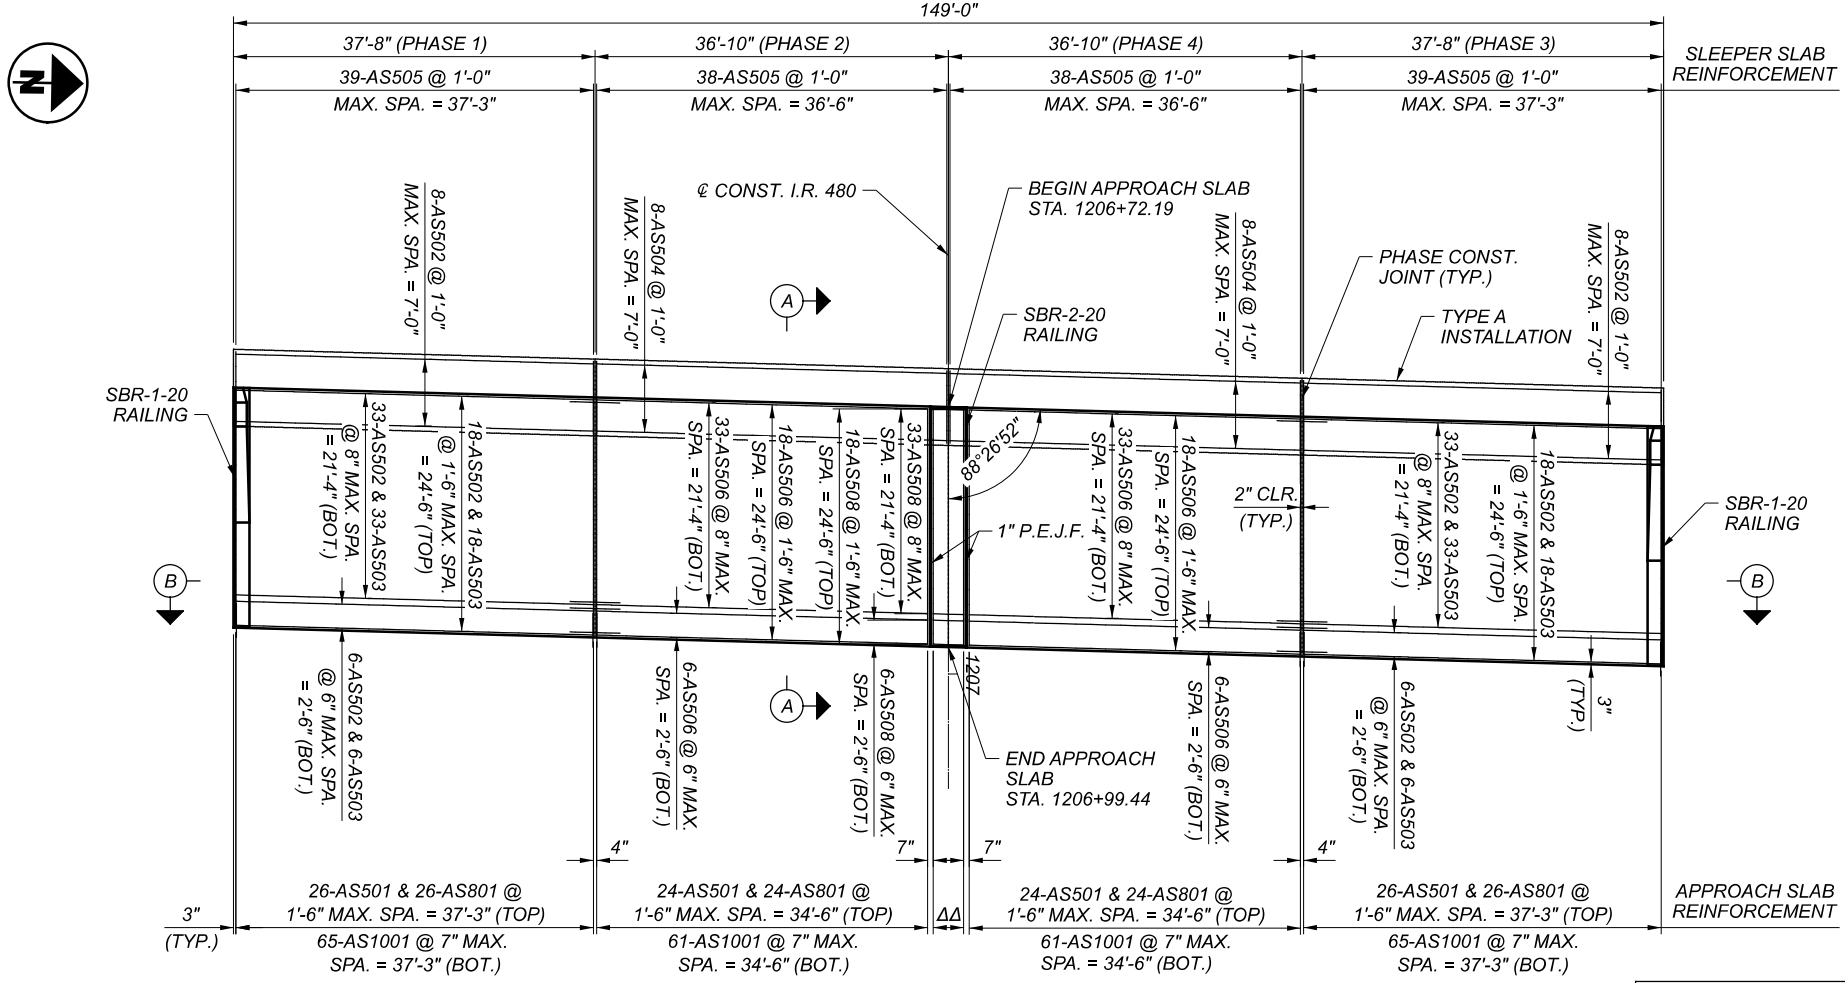 149'-0"
37'-8" (PHASE 1)
36'-10" (PHASE 2)
36'-10" (PHASE 4)
37'-8" (PHASE 3)
SLEEPER SLAB
REINFORCEMENT
39-AS505 @ 1'-0"
MAX. SPA. = 37'-3"
38-AS505 @ 1'-0"
MAX. SPA. = 36'-6"
38-AS505 @ 1'-0"
MAX. SPA. = 36'-6"
39-AS505 @ 1'-0"
MAX. SPA. = 37'-3"
N
8-AS502 @ 1'-0"
MAX. SPA. = 7'-0"
8-AS504 @ 1'-0"
MAX. SPA. = 7'-0"
℄ CONST. I.R. 480
BEGIN APPROACH SLAB
STA. 1206+72.19
8-AS504 @ 1'-0"
MAX. SPA. = 7'-0"
PHASE CONST.
JOINT (TYP.)
8-AS502 @ 1'-0"
MAX. SPA. = 7'-0"
A
SBR-2-20
RAILING
TYPE A
INSTALLATION
SBR-1-20
RAILING
33-AS502 & 33-AS503
@ 8" MAX. SPA.
= 21'-4" (BOT.)
18-AS502 & 18-AS503
@ 1'-6" MAX. SPA.
= 24'-6" (TOP)
33-AS506 @ 8" MAX.
SPA. = 21'-4" (BOT.)
18-AS506 @ 1'-6" MAX.
SPA. = 24'-6" (TOP)
18-AS508 @ 1'-6" MAX.
SPA. = 24'-6" (TOP)
33-AS508 @ 8" MAX.
SPA. = 21'-4" (BOT.)
88°26'52"
1" P.E.J.F.
33-AS506 @ 8" MAX.
SPA. = 21'-4" (BOT.)
18-AS506 @ 1'-6" MAX.
SPA. = 24'-6" (TOP)
2" CLR.
(TYP.)
33-AS502 & 33-AS503
@ 8" MAX. SPA.
= 21'-4" (BOT.)
18-AS502 & 18-AS503
@ 1'-6" MAX. SPA.
= 24'-6" (TOP)
SBR-1-20
RAILING
B
B
6-AS502 & 6-AS503
@ 6" MAX. SPA.
= 2'-6" (BOT.)
6-AS506 @ 6" MAX.
SPA. = 2'-6" (BOT.)
A
6-AS508 @ 6" MAX.
SPA. = 2'-6" (BOT.)
1207
END APPROACH
SLAB
STA. 1206+99.44
6-AS506 @ 6" MAX.
SPA. = 2'-6" (BOT.)
6-AS502 & 6-AS503
@ 6" MAX. SPA.
= 2'-6" (BOT.)
3"
(TYP.)
4"
7"
7"
4"
3"
(TYP.)
26-AS501 & 26-AS801 @
1'-6" MAX. SPA. = 37'-3" (TOP)
65-AS1001 @ 7" MAX.
SPA. = 37'-3" (BOT.)
24-AS501 & 24-AS801 @
1'-6" MAX. SPA. = 34'-6" (TOP)
61-AS1001 @ 7" MAX.
SPA. = 34'-6" (BOT.)
ΔΔ
24-AS501 & 24-AS801 @
1'-6" MAX. SPA. = 34'-6" (TOP)
61-AS1001 @ 7" MAX.
SPA. = 34'-6" (BOT.)
26-AS501 & 26-AS801 @
1'-6" MAX. SPA. = 37'-3" (TOP)
65-AS1001 @ 7" MAX.
SPA. = 37'-3" (BOT.)
APPROACH SLAB
REINFORCEMENT